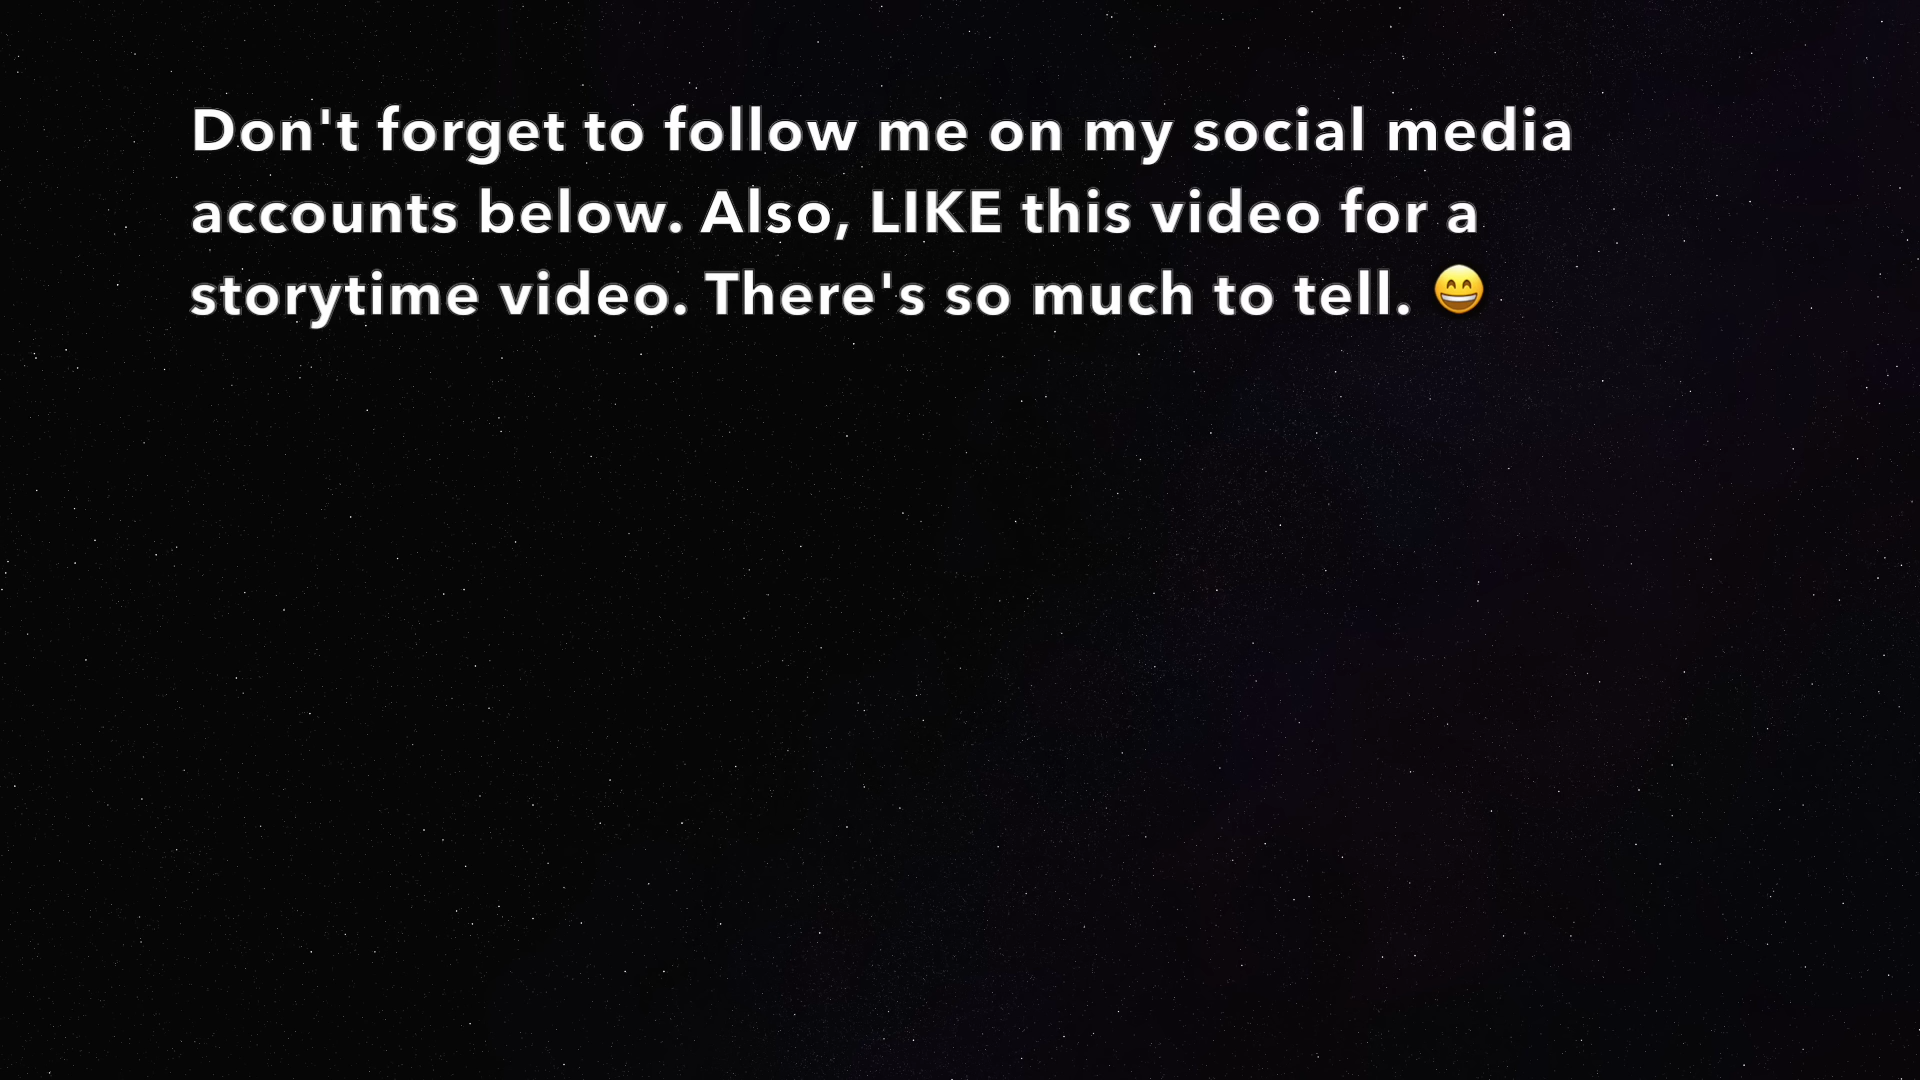 Don't forget to follow me on my social media
accounts below. Also, LIKE this video for a
storytime video. There's so much to tell. 😄